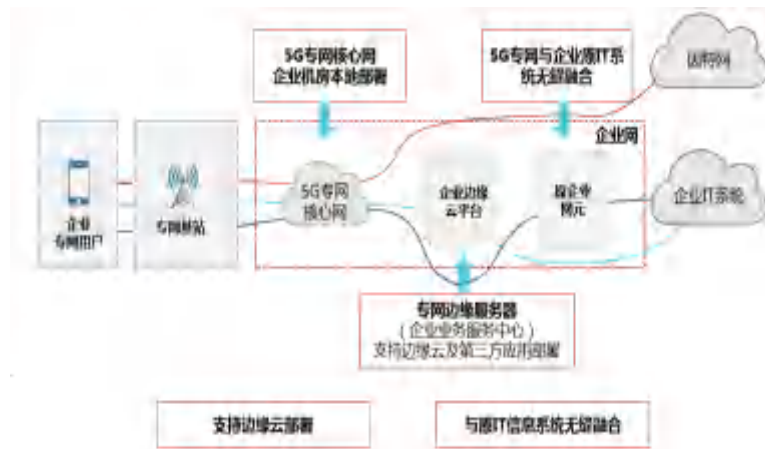 5G专网核心网
企业机房本地部署
5G专网与企业原IT系
统无缝融合
因特网
企业网
5G专网
核心网
企业边缘
云平台
原企业
网元
企业IT系统
企业
专网用户
专网基站
专网边缘服务器
(企业业务服务中心)
支持边缘云及第三方应用部署
支持边缘云部署
与原IT信息系统无缝融合